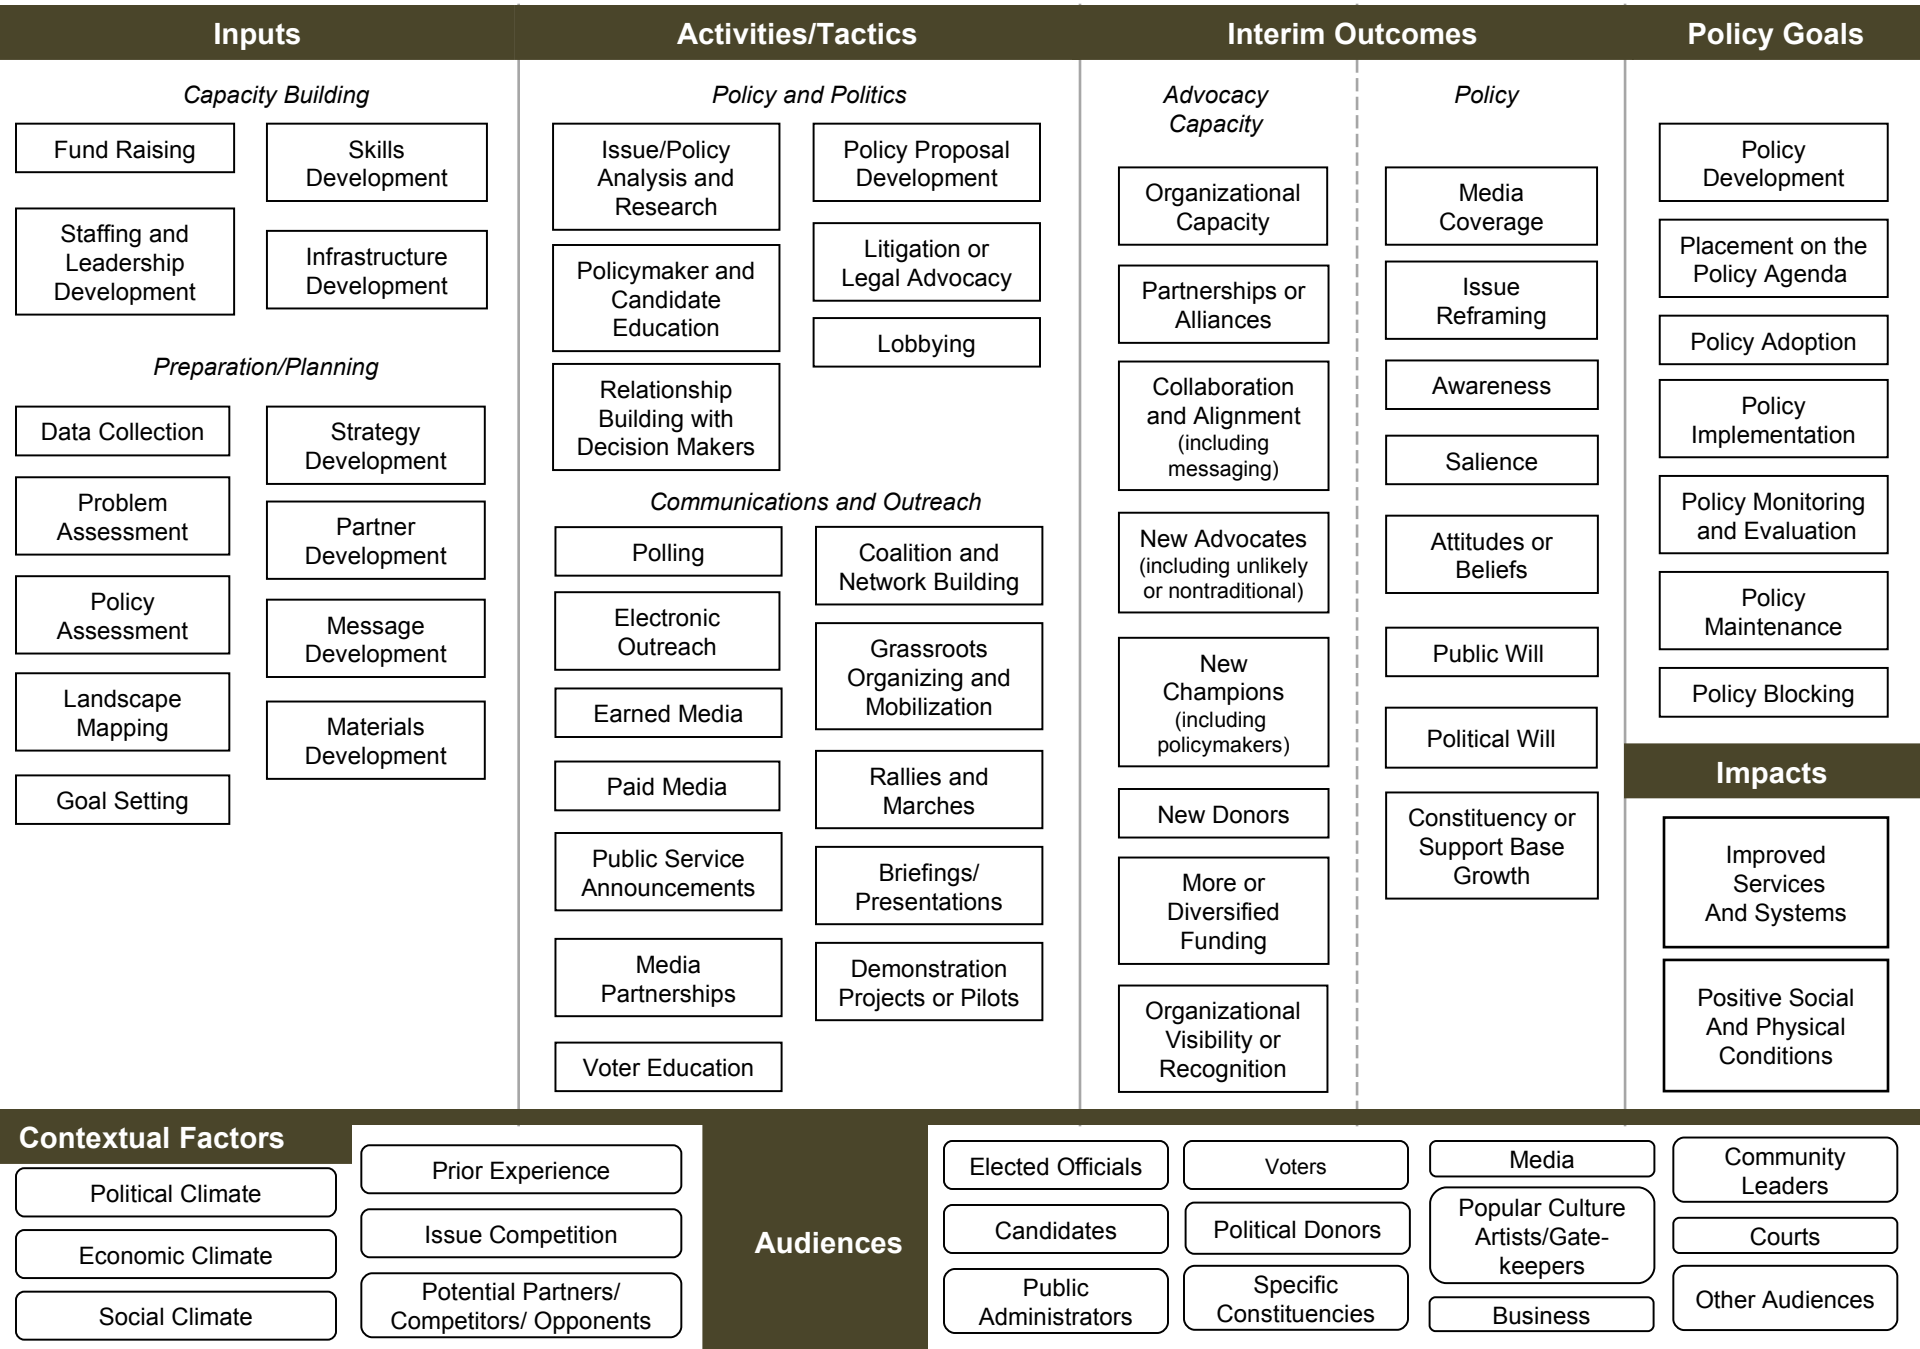 Inputs
Activities/Tactics
Interim Outcomes
Policy Goals
Capacity Building
Fund Raising
Staffing and
Leadership
Development
Skills
Development
Infrastructure
Development
Preparation/Planning
Data Collection
Problem
Assessment
Policy
Assessment
Landscape
Mapping
Goal Setting
Strategy
Development
Partner
Development
Message
Development
Materials
Development
Policy and Politics
Issue/Policy
Analysis and
Research
Policymaker and
Candidate
Education
Relationship
Building with
Decision Makers
Policy Proposal
Development
Litigation or
Legal Advocacy
Lobbying
Communications and Outreach
Polling
Electronic
Outreach
Earned Media
Paid Media
Public Service
Announcements
Media
Partnerships
Voter Education
Coalition and
Network Building
Grassroots
Organizing and
Mobilization
Rallies and
Marches
Briefings/
Presentations
Demonstration
Projects or Pilots
Advocacy
Capacity
Organizational
Capacity
Partnerships or
Alliances
Collaboration
and Alignment
(including
messaging)
New Advocates
(including unlikely
or nontraditional)
New
Champions
(including
policymakers)
New Donors
More or
Diversified
Funding
Organizational
Visibility or
Recognition
Policy
Media
Coverage
Issue
Reframing
Awareness
Salience
Attitudes or
Beliefs
Public Will
Political Will
Constituency or
Support Base
Growth
Policy
Development
Placement on the
Policy Agenda
Policy Adoption
Policy
Implementation
Policy Monitoring
and Evaluation
Policy
Maintenance
Policy Blocking
Impacts
Improved
Services
And Systems
Positive Social
And Physical
Conditions
Contextual Factors
Political Climate
Economic Climate
Social Climate
Prior Experience
Issue Competition
Potential Partners/
Competitors/ Opponents
Audiences
Elected Officials
Candidates
Public
Administrators
Voters
Political Donors
Specific
Constituencies
Media
Popular Culture
Artists/Gate-
keepers
Business
Community
Leaders
Courts
Other Audiences